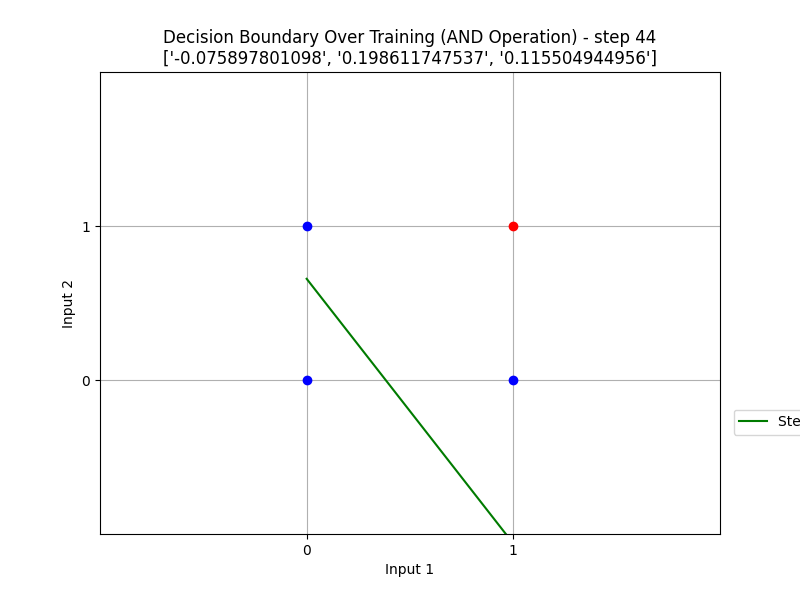 Decision Boundary Over Training (AND Operation) - step 44
['-0.075897801098', '0.198611747537', '0.115504944956']
1
Input 2
0
Ste
0
1
Input 1